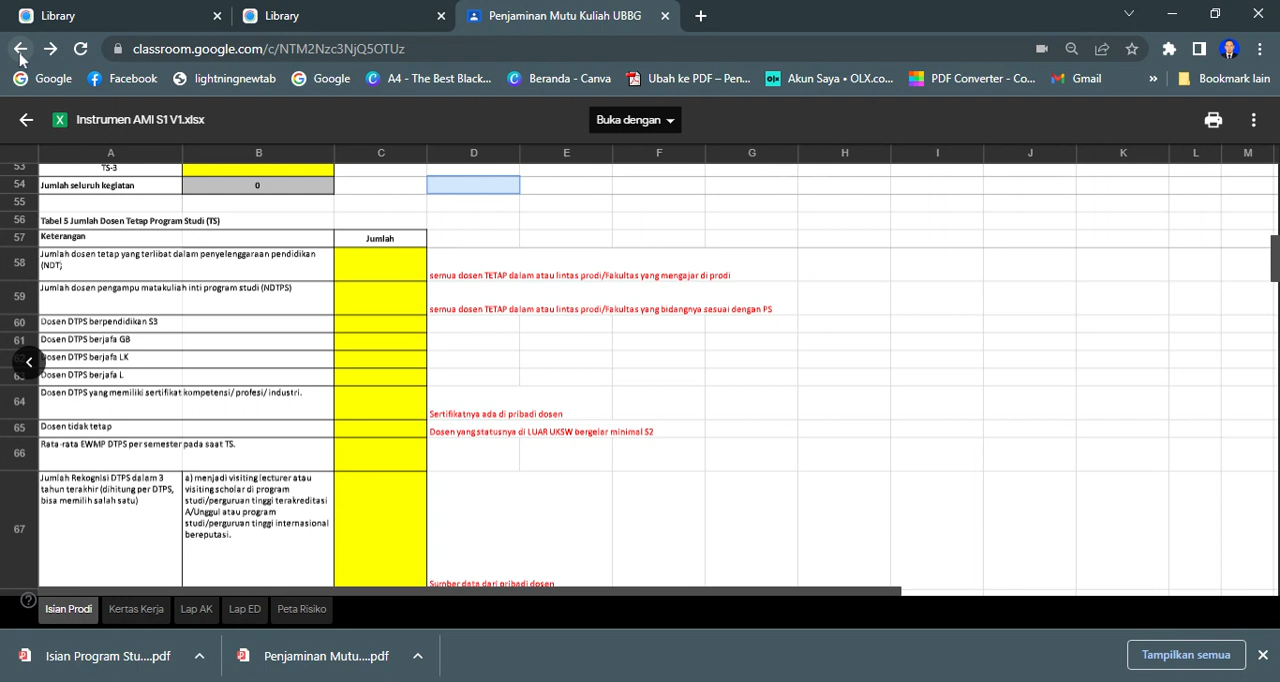 Library
Library
Penjaminan Mutu Kuliah UBBG
classroom.google.com/c/NTM2Nzc3NjQ5OTUz
Google
Facebook
lightningnewtab
Google
A4 - The Best Black...
Beranda - Canva
Ubah ke PDF – Pen...
Akun Saya • OLX.co...
PDF Converter - Co...
Gmail
»
Bookmark lain
Instrumen AMI S1 V1.xlsx
Buka dengan
A B C D E F G H I J K L M
53 TS-3
54 Jumlah seluruh kegiatan 0
55
56 Tabel 5 Jumlah Dosen Tetap Program Studi (TS)
57 Keterangan Jumlah
58 Jumlah dosen tetap yang terlibat dalam penyelenggaraan pendidikan
(NDT)
semua dosen TETAP dalam atau lintas prodi/Fakultas yang mengajar di prodi
59 Jumlah dosen pengampu matakuliah inti program studi (NDTPS)
semua dosen TETAP dalam atau lintas prodi/Fakultas yang bidangnya sesuai dengan PS
60 Dosen DTPS berpendidikan S3
61 Dosen DTPS berjafa GB
Dosen DTPS berjafa LK
Dosen DTPS berjafa L
64 Dosen DTPS yang memiliki sertifikat kompetensi/ profesi/ industri.
Sertifikatnya ada di pribadi dosen
65 Dosen tidak tetap
Dosen yang statusnya di LUAR UKSW bergelar minimal S2
66 Rata-rata EWMP DTPS per semester pada saat TS.
67
Jumlah Rekognisi DTPS dalam 3
tahun terakhir (dihitung per DTPS,
bisa memilih salah satu)
a) menjadi visiting lecturer atau
visiting scholar di program
studi/perguruan tinggi terakreditasi
A/Unggul atau program
studi/perguruan tinggi internasional
bereputasi.
Sumber data dari pribadi dosen
Isian Prodi
Kertas Kerja
Lap AK
Lap ED
Peta Risiko
Isian Program Stu....pdf
Penjaminan Mutu....pdf
Tampilkan semua